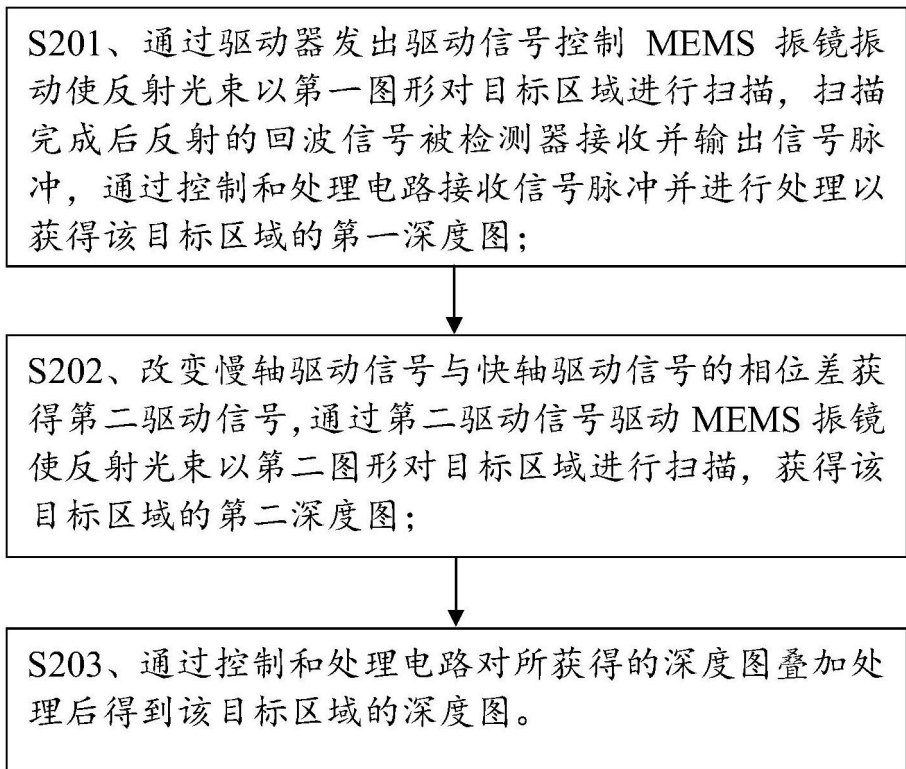 S201、通过驱动器发出驱动信号控制 MEMS 振镜振
动使反射光束以第一图形对目标区域进行扫描，扫描
完成后反射的回波信号被检测器接收并输出信号脉
冲，通过控制和处理电路接收信号脉冲并进行处理以
获得该目标区域的第一深度图；
S202、改变慢轴驱动信号与快轴驱动信号的相位差获
得第二驱动信号,通过第二驱动信号驱动 MEMS 振镜
使反射光束以第二图形对目标区域进行扫描，获得该
目标区域的第二深度图；
S203、通过控制和处理电路对所获得的深度图叠加处
理后得到该目标区域的深度图。